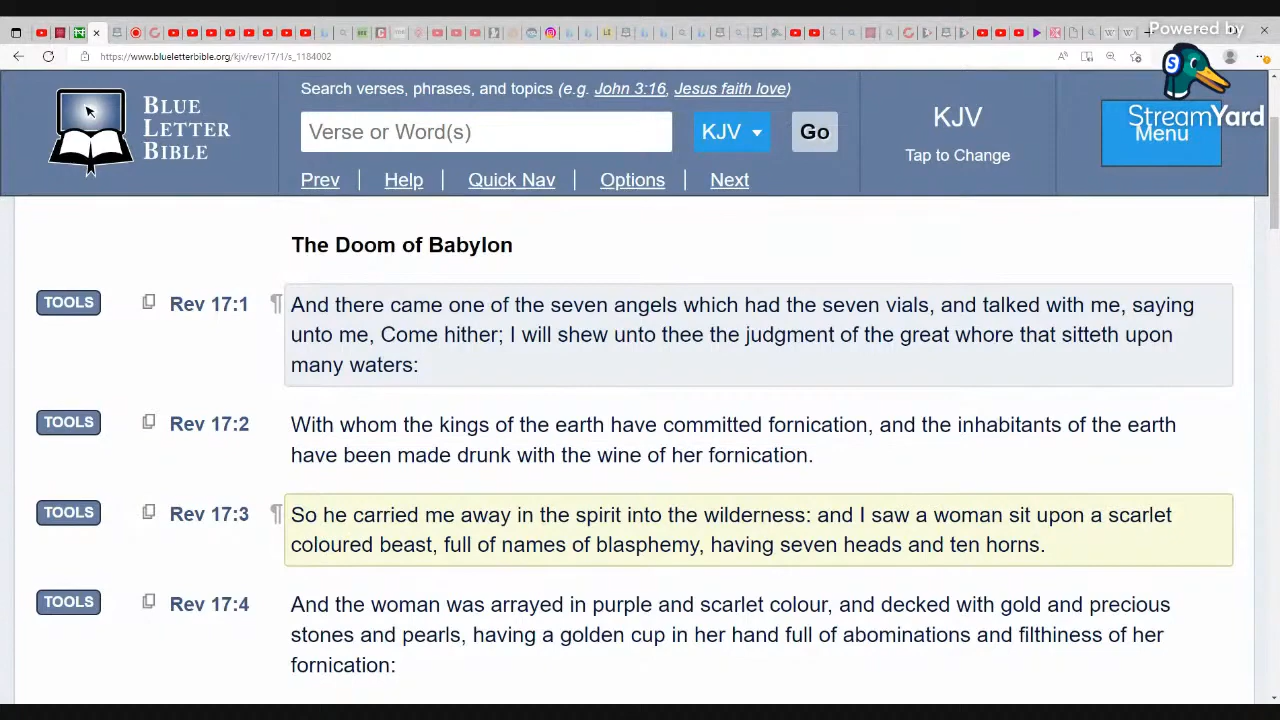 Powered by
https://www.blueletterbible.org/kjv/rev/17/1/s_1184002
StreamYard
BLUE
LETTER
BIBLE
Search verses, phrases, and topics (e.g. John 3:16, Jesus faith love)
Verse or Word(s)
KJV
Go
KJV
Tap to Change
Menu
Prev | Help | Quick Nav | Options | Next
The Doom of Babylon
TOOLS Rev 17:1 ¶ And there came one of the seven angels which had the seven vials, and talked with me, saying
unto me, Come hither; I will shew unto thee the judgment of the great whore that sitteth upon
many waters:
TOOLS Rev 17:2 With whom the kings of the earth have committed fornication, and the inhabitants of the earth
have been made drunk with the wine of her fornication.
TOOLS Rev 17:3 ¶ So he carried me away in the spirit into the wilderness: and I saw a woman sit upon a scarlet
coloured beast, full of names of blasphemy, having seven heads and ten horns.
TOOLS Rev 17:4 And the woman was arrayed in purple and scarlet colour, and decked with gold and precious
stones and pearls, having a golden cup in her hand full of abominations and filthiness of her
fornication: